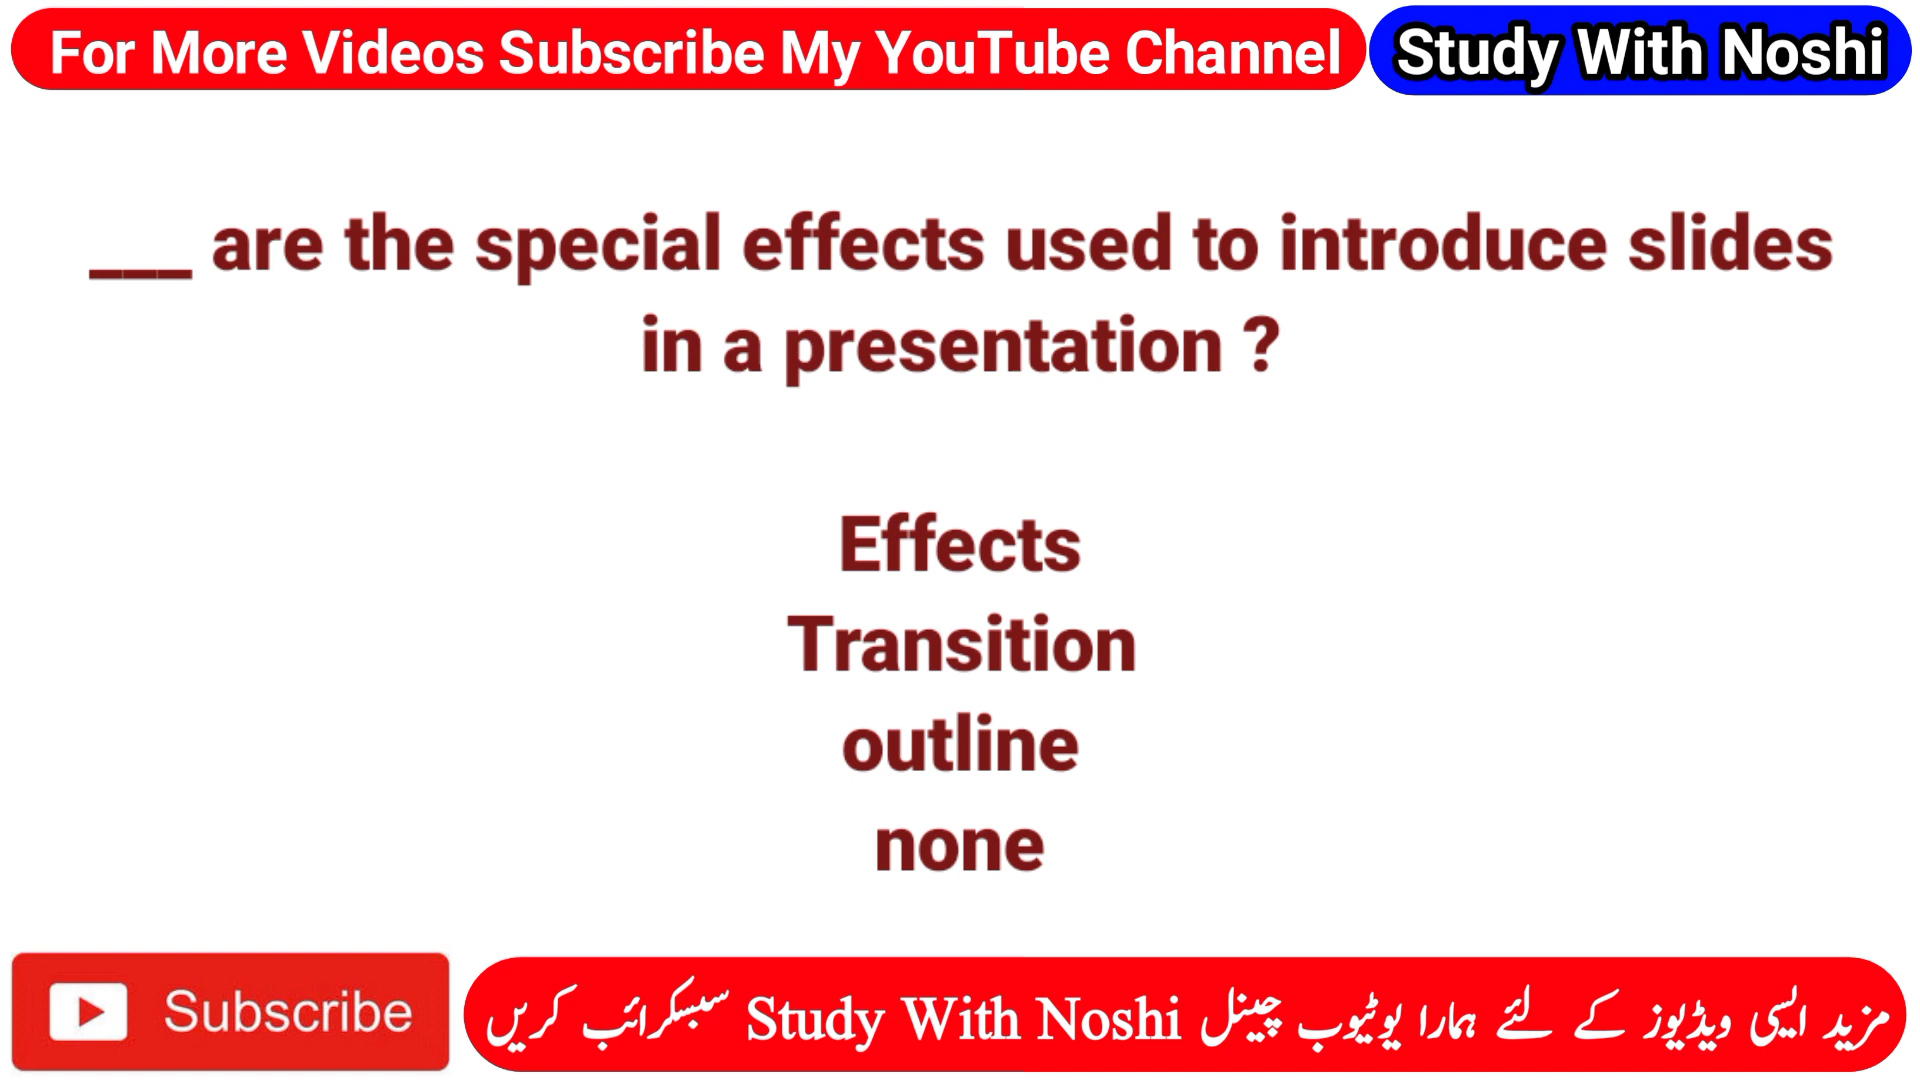 For More Videos Subscribe My YouTube Channel Study With Noshi
___ are the special effects used to introduce slides
in a presentation ?
Effects
Transition
outline
none
Subscribe
مزید ایسی ویڈیوز کے لئے ہمارا یوٹیوب چینل Study With Noshi سبسکرائب کریں